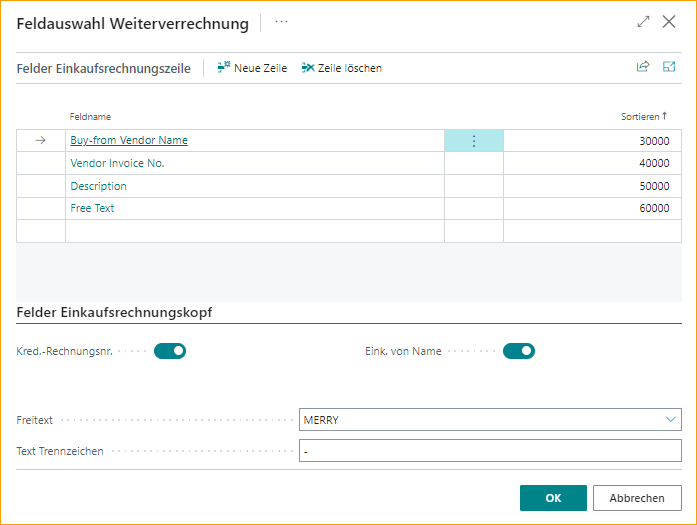 Feldauswahl Weiterverrechnung
Felder Einkaufsrechnungszeile Neue Zeile Zeile löschen
Feldname Sortieren ↑
→ Buy-from Vendor Name 30000
Vendor Invoice No. 40000
Description 50000
Free Text 60000
Felder Einkaufsrechnungskopf
Kred.-Rechnungsnr. Eink. von Name
Freitext MERRY
Text Trennzeichen -
OK Abbrechen